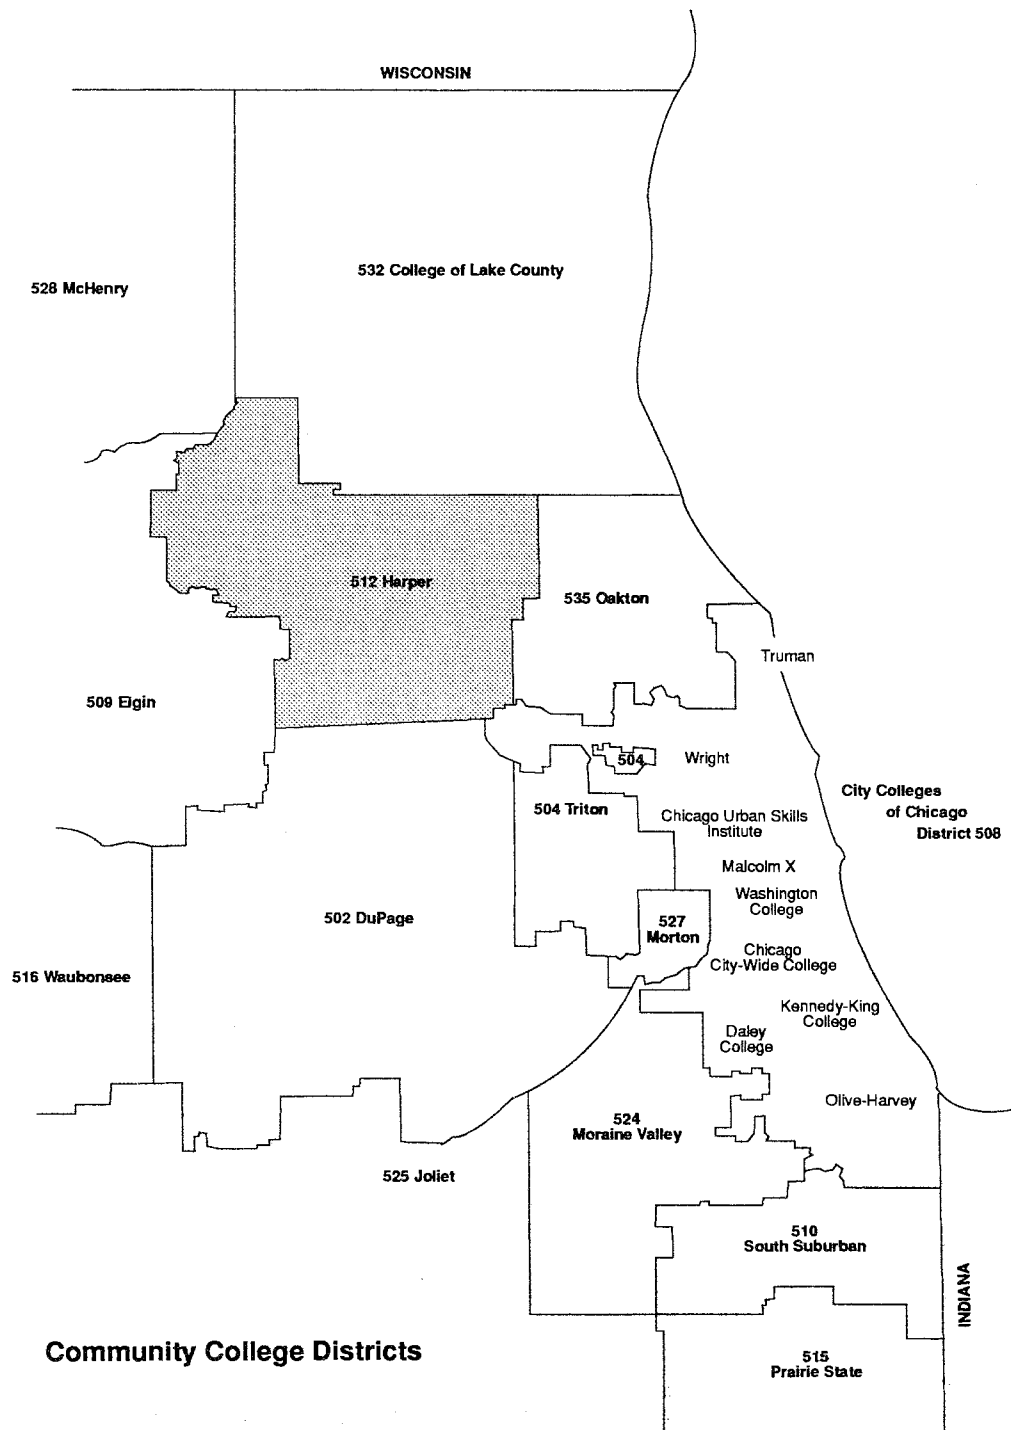 WISCONSIN
532 College of Lake County
528 McHenry
512 Harper
535 Oakton
Truman
509 Elgin
504
Wright
City Colleges
of Chicago
District 508
504 Triton
Chicago Urban Skills
Institute
Malcolm X
Washington
College
502 DuPage
527
Morton
Chicago
City-Wide College
516 Waubonsee
Kennedy-King
College
Daley
College
Olive-Harvey
524
Moraine Valley
525 Joliet
510
South Suburban
INDIANA
Community College Districts
515
Prairie State